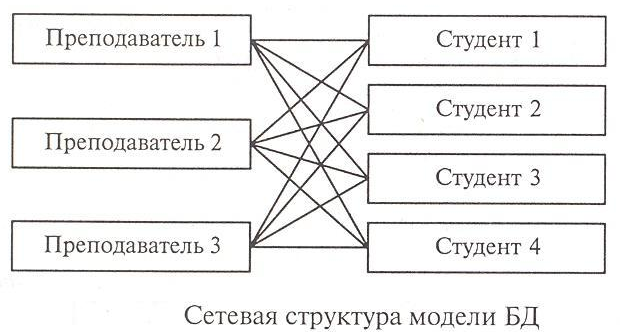 Преподаватель 1
Студент 1
Студент 2
Преподаватель 2
Студент 3
Преподаватель 3
Студент 4
Сетевая структура модели БД